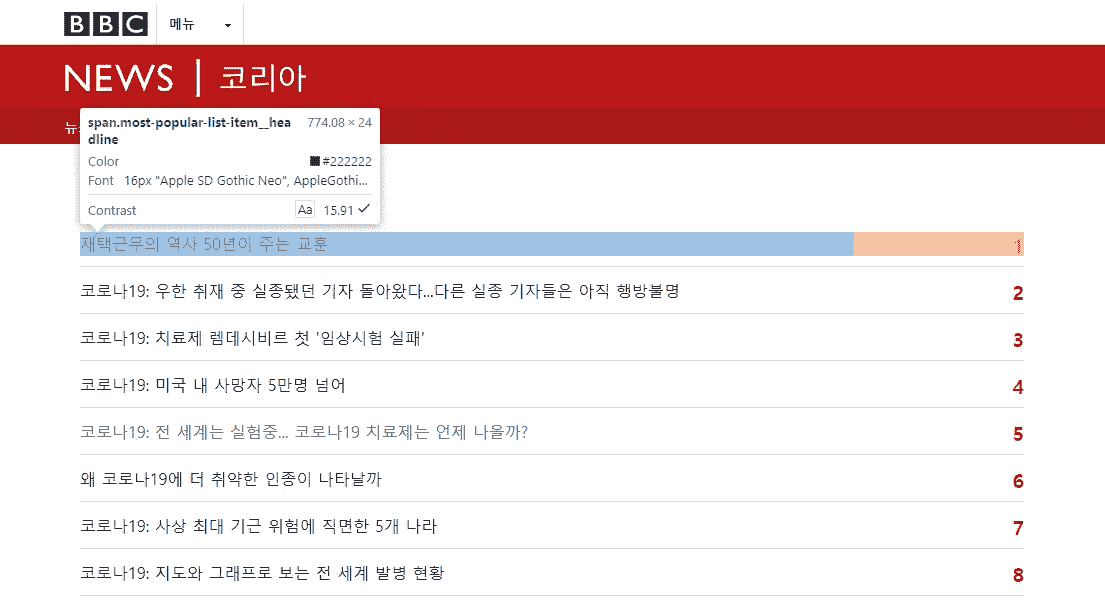 BBC 메뉴
NEWS | 코리아
뉴
span.most-popular-list-item__hea 774.08 × 24
dline
Color #222222
Font 16px "Apple SD Gothic Neo", AppleGothi...
Contrast Aa 15.91
재택근무의 역사 50년이 주는 교훈 1
코로나19: 우한 취재 중 실종됐던 기자 돌아왔다...다른 실종 기자들은 아직 행방불명 2
코로나19: 치료제 렘데시비르 첫 '임상시험 실패' 3
코로나19: 미국 내 사망자 5만명 넘어 4
코로나19: 전 세계는 실험중... 코로나19 치료제는 언제 나올까? 5
왜 코로나19에 더 취약한 인종이 나타날까 6
코로나19: 사상 최대 기근 위험에 직면한 5개 나라 7
코로나19: 지도와 그래프로 보는 전 세계 발병 현황 8